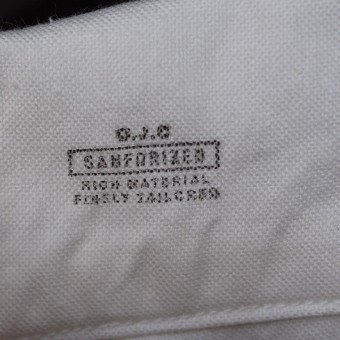 G.J.C
SANFORIZED
HIGH MATERIAL
FINELY TAILORED